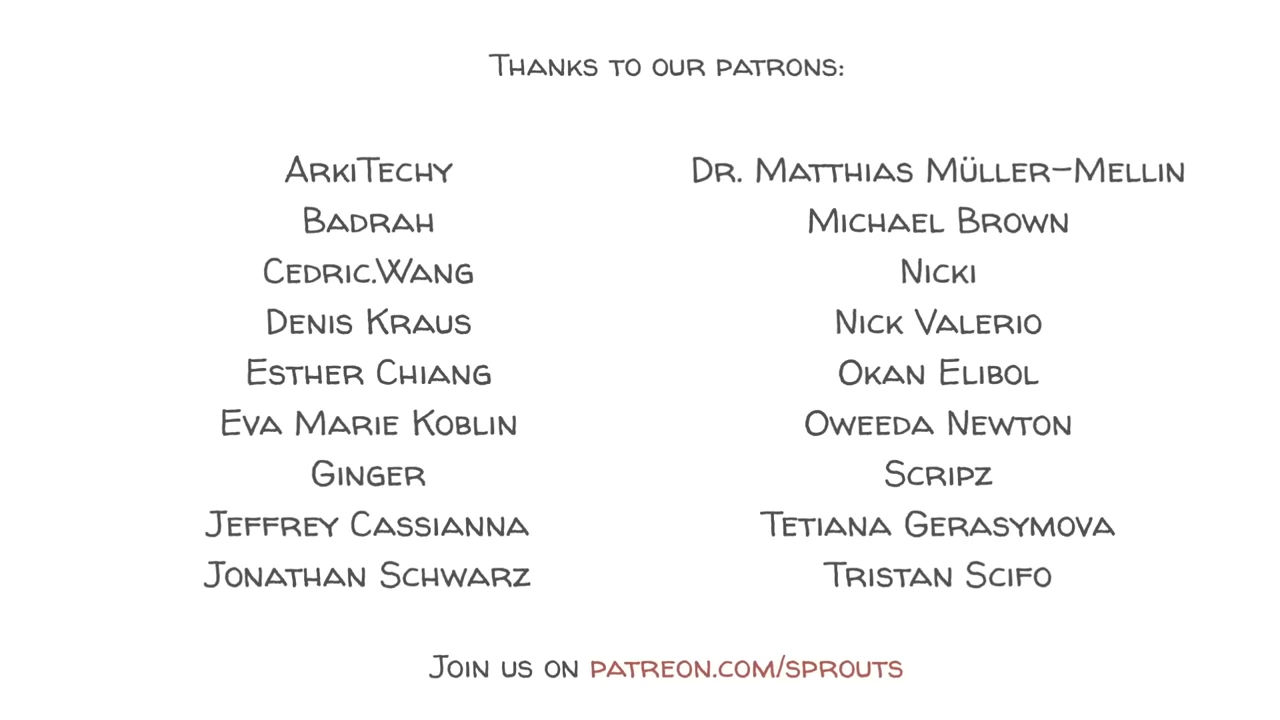 Thanks to our patrons:
ArkiTechy
Badrah
Cedric.Wang
Denis Kraus
Esther Chiang
Eva Marie Koblin
Ginger
Jeffrey Cassianna
Jonathan Schwarz
Dr. Matthias Müller-Mellin
Michael Brown
Nicki
Nick Valerio
Okan Elibol
Oweeda Newton
Scripz
Tetiana Gerasymova
Tristan Scifo
Join us on patreon.com/sprouts